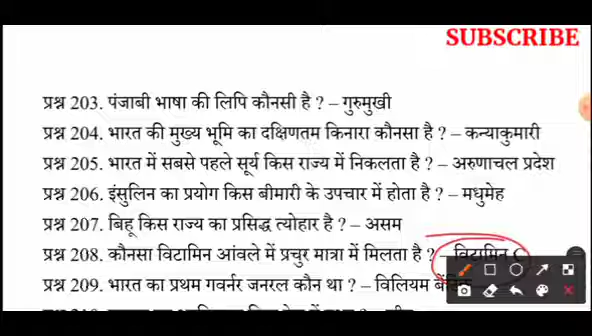 SUBSCRIBE
प्रश्न 203. पंजाबी भाषा की लिपि कौनसी है ? – गुरुमुखी
प्रश्न 204. भारत की मुख्य भूमि का दक्षिणतम किनारा कौनसा है ? – कन्याकुमारी
प्रश्न 205. भारत में सबसे पहले सूर्य किस राज्य में निकलता है ? – अरुणाचल प्रदेश
प्रश्न 206. इंसुलिन का प्रयोग किस बीमारी के उपचार में होता है ? – मधुमेह
प्रश्न 207. बिहू किस राज्य का प्रसिद्ध त्योहार है ? – असम
प्रश्न 208. कौनसा विटामिन आंवले में प्रचुर मात्रा में मिलता है ? – विटामिन C
प्रश्न 209. भारत का प्रथम गवर्नर जनरल कौन था ? – विलियम